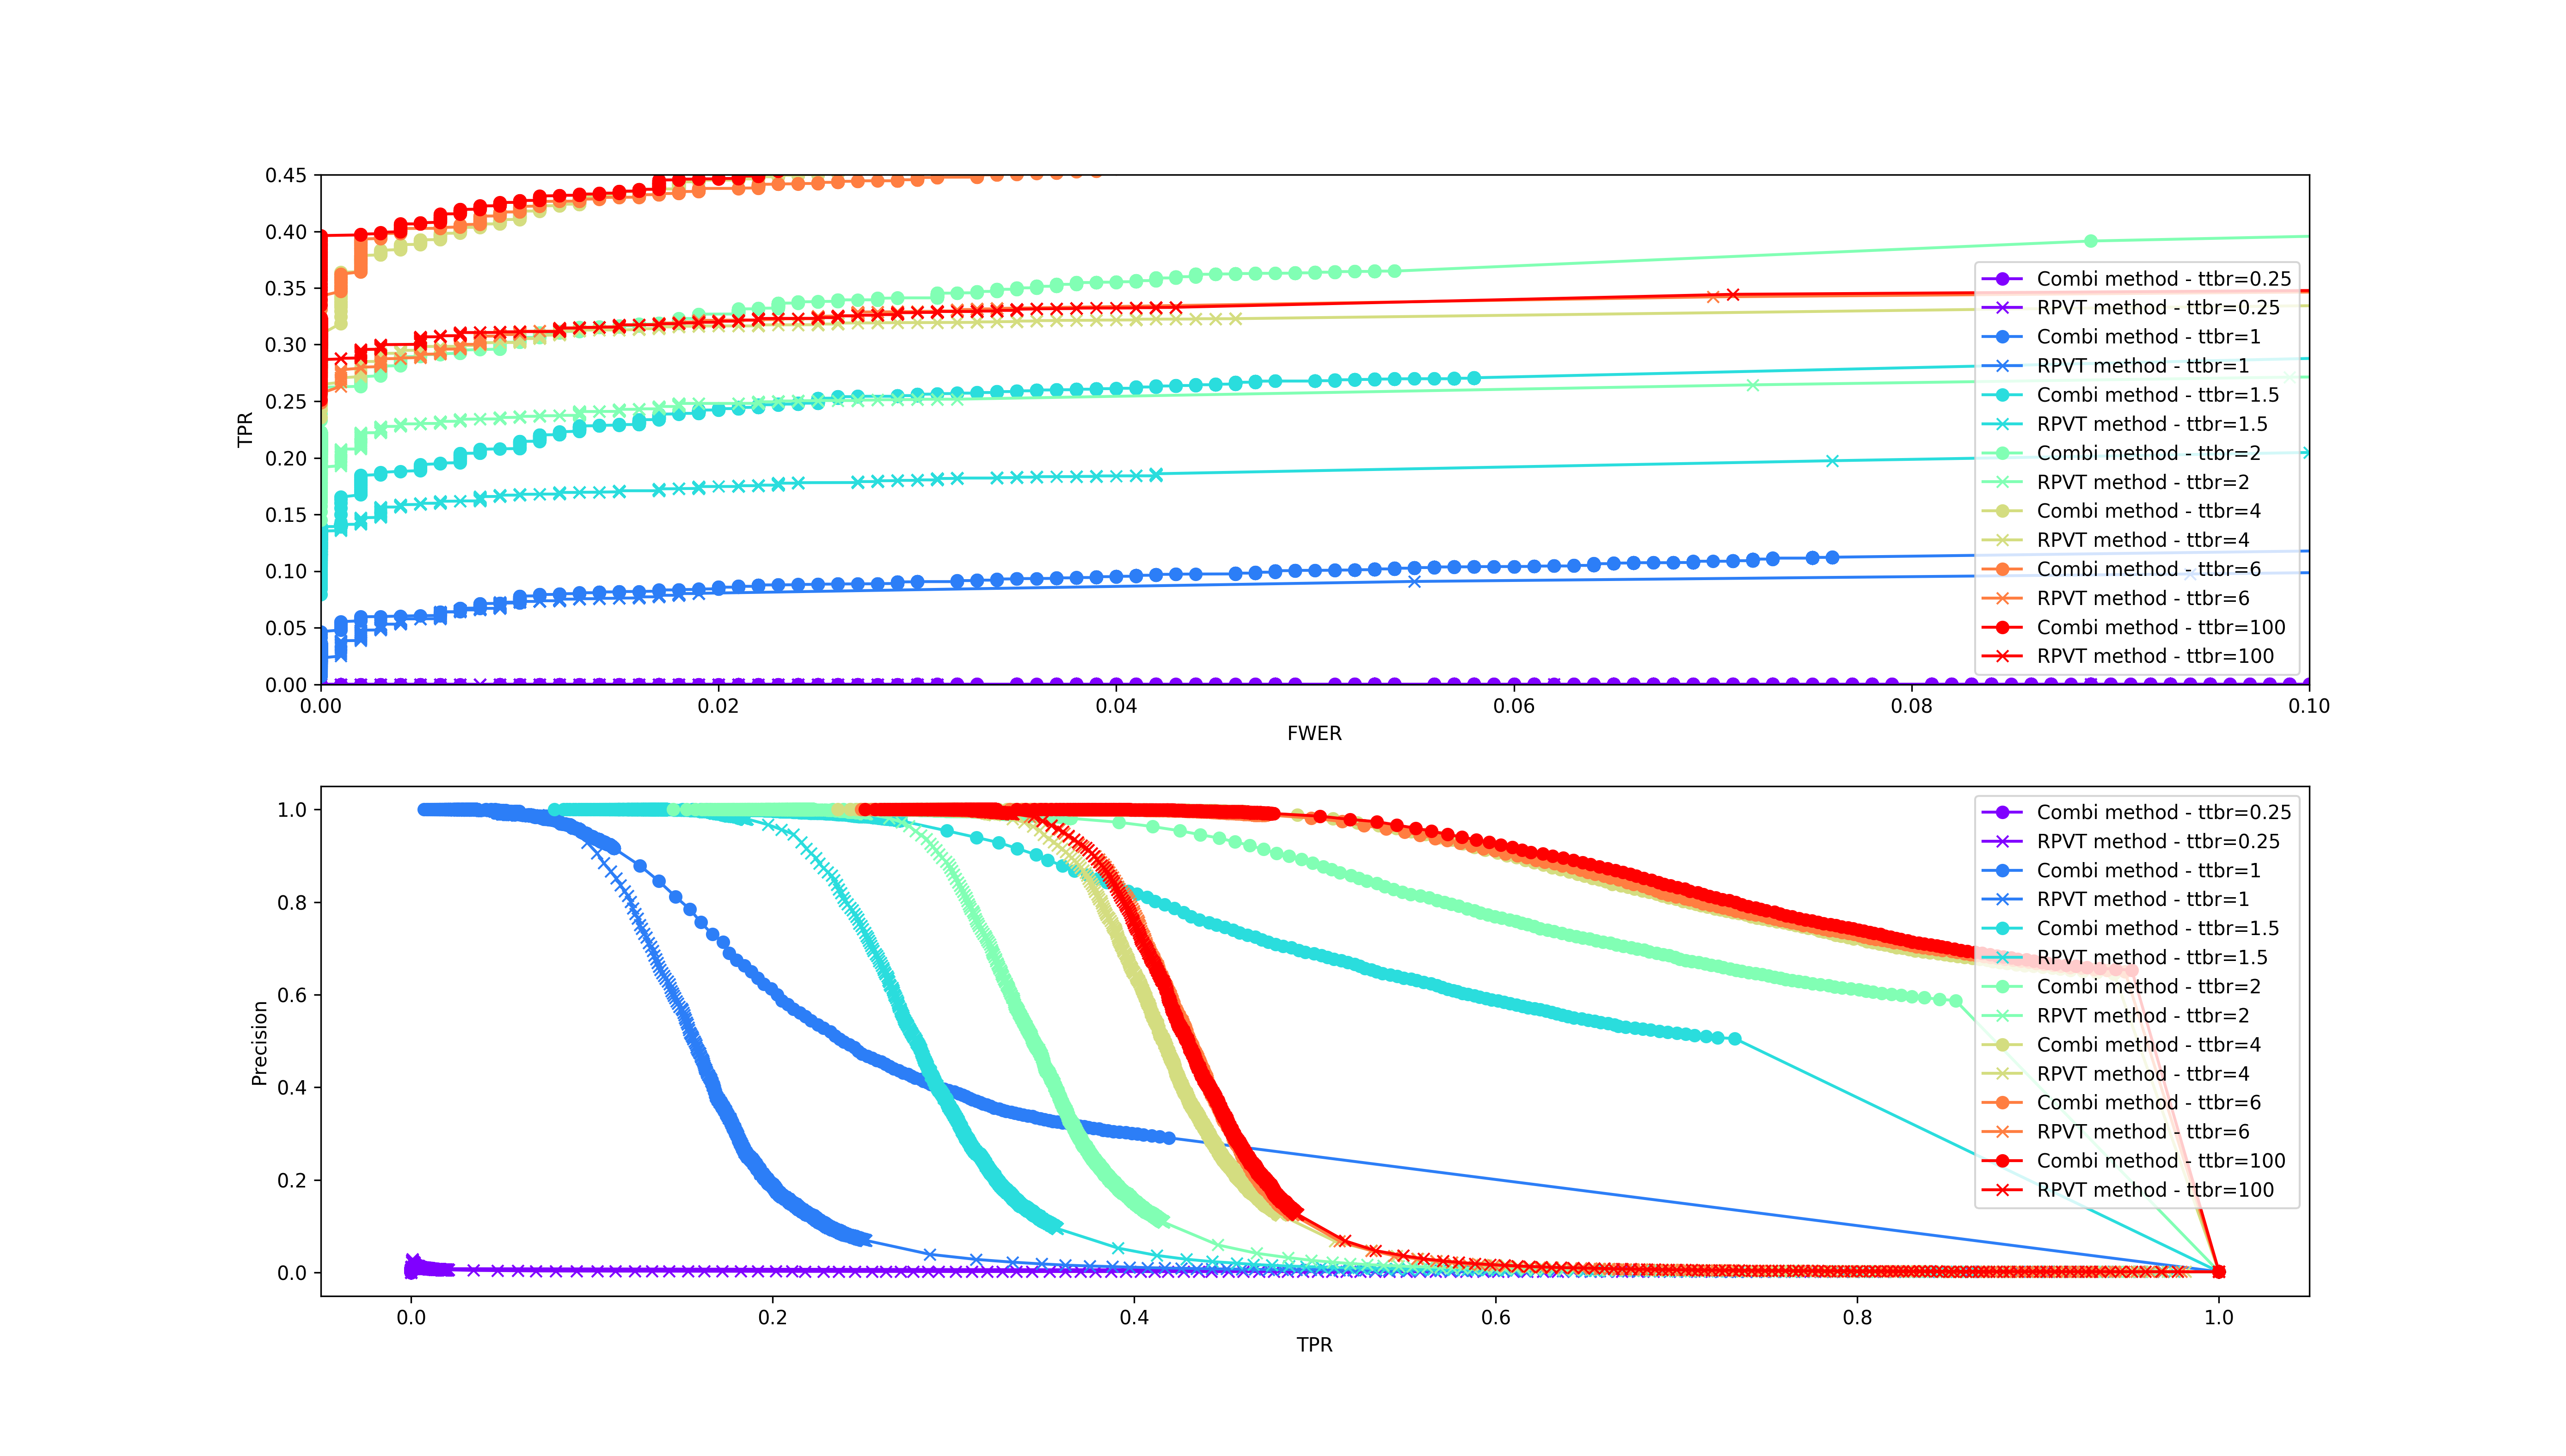 0.45
0.40
0.35
0.30
0.25
0.20
0.15
0.10
0.05
0.00
TPR
0.00 0.02 0.04 0.06 0.08 0.10
FWER
Combi method - ttbr=0.25
RPVT method - ttbr=0.25
Combi method - ttbr=1
RPVT method - ttbr=1
Combi method - ttbr=1.5
RPVT method - ttbr=1.5
Combi method - ttbr=2
RPVT method - ttbr=2
Combi method - ttbr=4
RPVT method - ttbr=4
Combi method - ttbr=6
RPVT method - ttbr=6
Combi method - ttbr=100
RPVT method - ttbr=100
1.0
0.8
0.6
0.4
0.2
0.0
Precision
0.0 0.2 0.4 0.6 0.8 1.0
TPR
Combi method - ttbr=0.25
RPVT method - ttbr=0.25
Combi method - ttbr=1
RPVT method - ttbr=1
Combi method - ttbr=1.5
RPVT method - ttbr=1.5
Combi method - ttbr=2
RPVT method - ttbr=2
Combi method - ttbr=4
RPVT method - ttbr=4
Combi method - ttbr=6
RPVT method - ttbr=6
Combi method - ttbr=100
RPVT method - ttbr=100